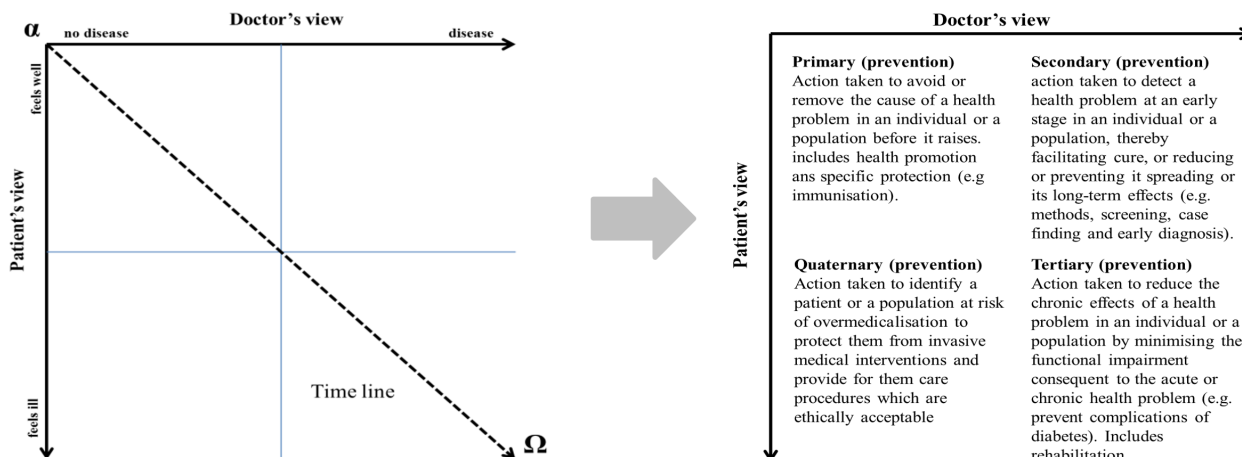 Doctor's view
α
no disease
disease
feels well
Patient's view
feels ill
Time line
Ω
Doctor's view
Patient's view
Primary (prevention)
Action taken to avoid or
remove the cause of a health
problem in an individual or a
population before it raises.
includes health promotion
ans specific protection (e.g
immunisation).
Secondary (prevention)
action taken to detect a
health problem at an early
stage in an individual or a
population, thereby
facilitating cure, or reducing
or preventing it spreading or
its long-term effects (e.g.
methods, screening, case
finding and early diagnosis).
Quaternary (prevention)
Action taken to identify a
patient or a population at risk
of overmedicalisation to
protect them from invasive
medical interventions and
provide for them care
procedures which are
ethically acceptable
Tertiary (prevention)
Action taken to reduce the
chronic effects of a health
problem in an individual or a
population by minimising the
functional impairment
consequent to the acute or
chronic health problem (e.g.
prevent complications of
diabetes). Includes
rehabilitation